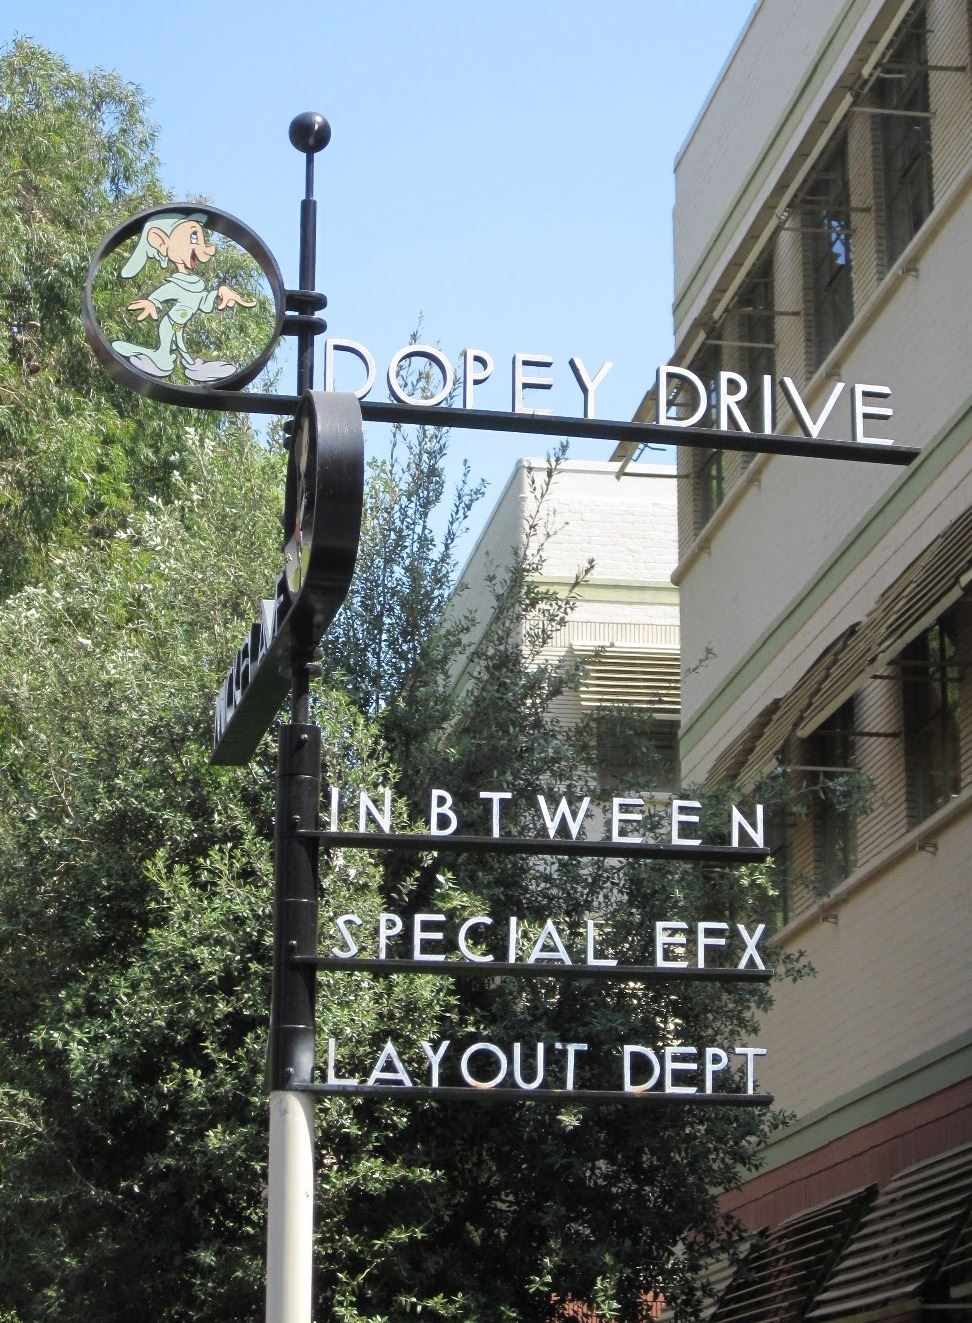 DOPEY DRIVE
IN BTWEEN
SPECIAL EFX
LAYOUT DEPT